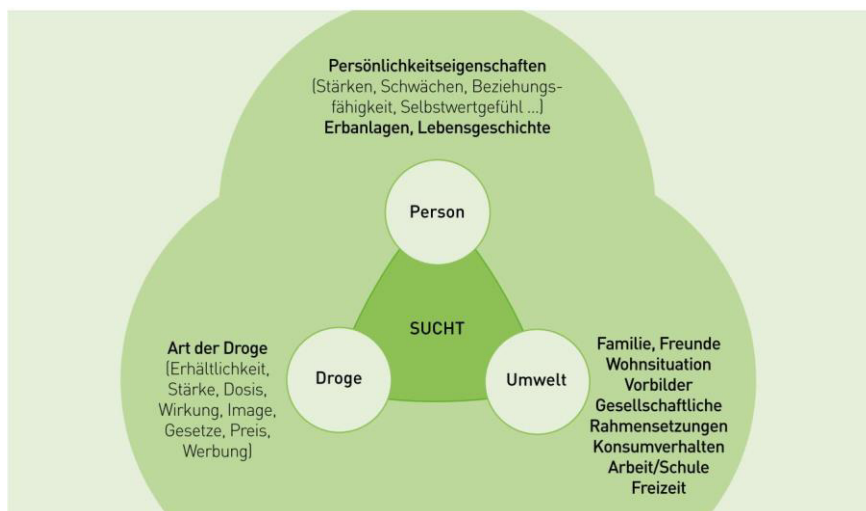 Persönlichkeitseigenschaften
(Stärken, Schwächen, Beziehungs-
fähigkeit, Selbstwertgefühl ...)
Erbanlagen, Lebensgeschichte
Person
SUCHT
Art der Droge
(Erhältlichkeit,
Stärke, Dosis,
Wirkung, Image,
Gesetze, Preis,
Werbung)
Droge
Umwelt
Familie, Freunde
Wohnsituation
Vorbilder
Gesellschaftliche
Rahmensetzungen
Konsumverhalten
Arbeit/Schule
Freizeit